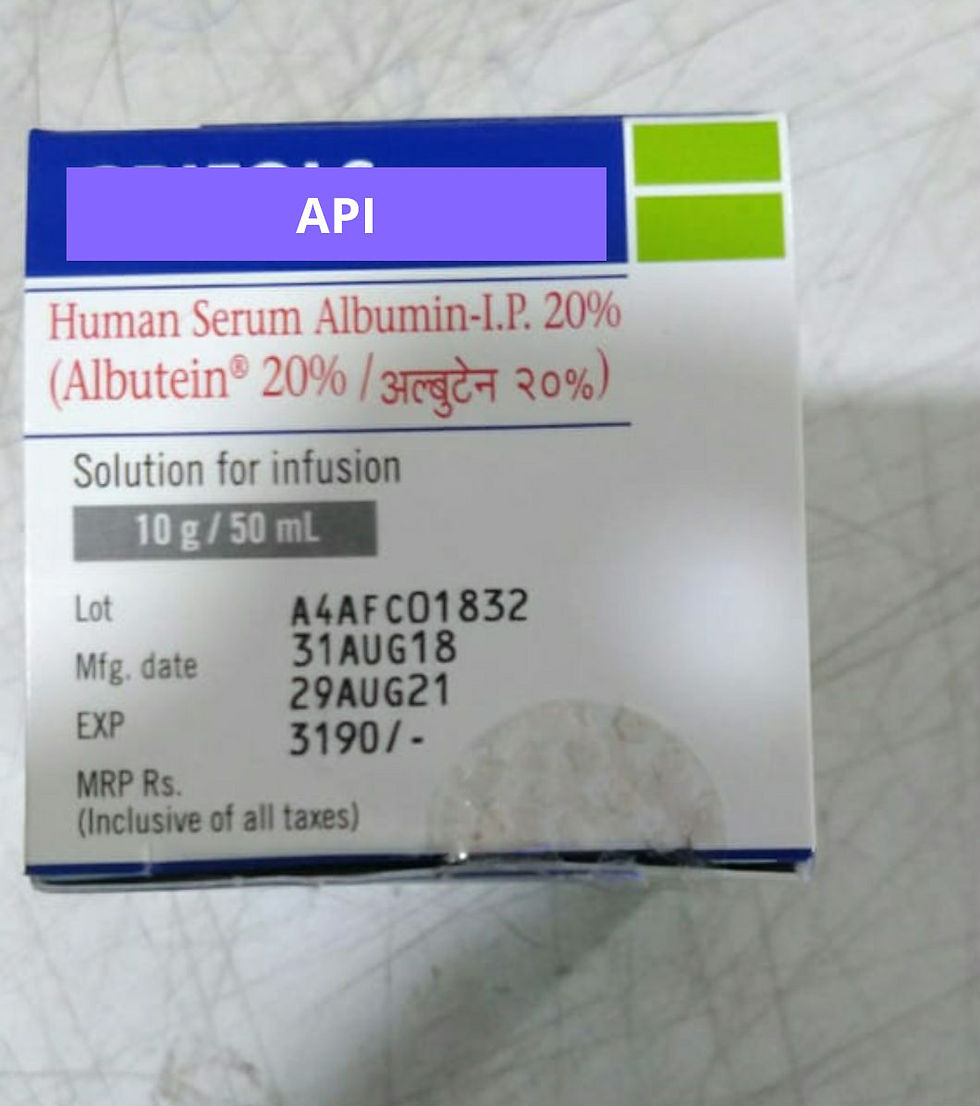 API
Human Serum Albumin-I.P. 20%
(Albutein® 20% / अल्बुटेन २०%)
Solution for infusion
10 g / 50 mL
Lot A4AFC01832
Mfg. date 31AUG18
EXP 29AUG21
MRP Rs. 3190/-
(Inclusive of all taxes)